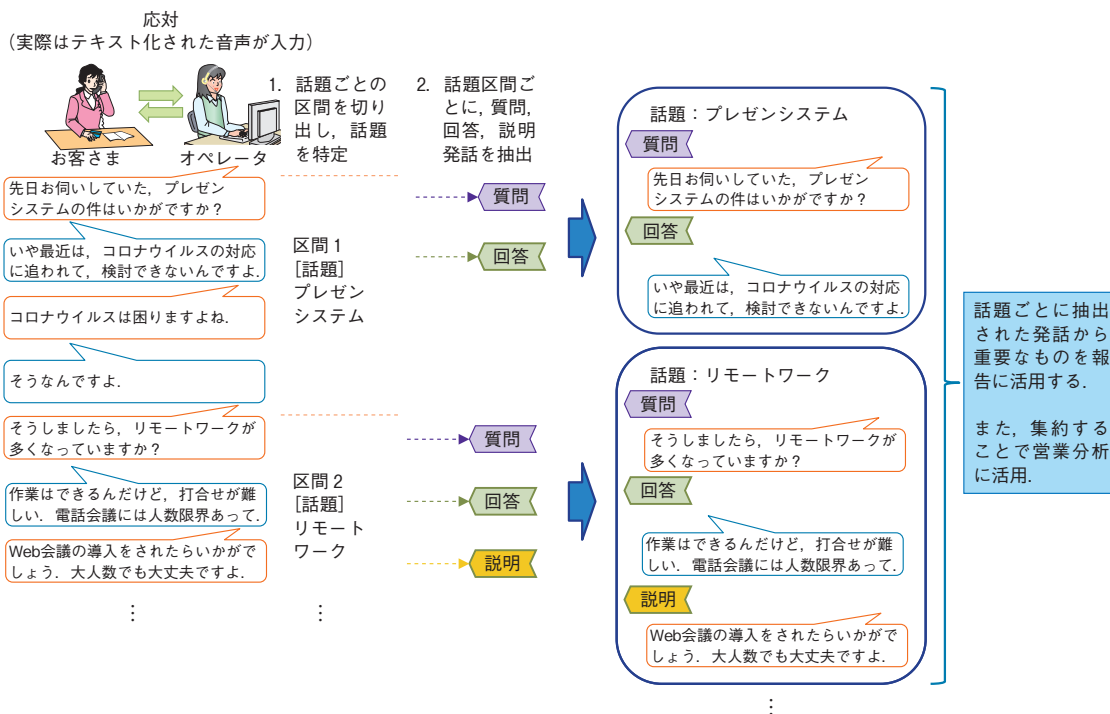 応対
（実際はテキスト化された音声が入力）
お客さま
オペレータ
1. 話題ごとの
区間を切り
出し，話題
を特定
2. 話題区間ご
とに，質問，
回答，説明
発話を抽出
先日お伺いしていた，プレゼン
システムの件はいかがですか？
いや最近は，コロナウイルスの対応
に追われて，検討できないんですよ．
コロナウイルスは困りますよね．
そうなんですよ．
そうしましたら，リモートワークが
多くなっていますか？
作業はできるんだけど，打合せが難
しい．電話会議には人数限界あって．
Web会議の導入をされたらいかがで
しょう．大人数でも大丈夫ですよ．
⋮
区間1
［話題］
プレゼン
システム
区間2
［話題］
リモート
ワーク
⋮
質問
回答
質問
回答
説明
話題：プレゼンシステム
質問
先日お伺いしていた，プレゼン
システムの件はいかがですか？
回答
いや最近は，コロナウイルスの対応
に追われて，検討できないんですよ．
話題：リモートワーク
質問
そうしましたら，リモートワークが
多くなっていますか？
回答
作業はできるんだけど，打合せが難
しい．電話会議には人数限界あって．
説明
Web会議の導入をされたらいかがで
しょう．大人数でも大丈夫ですよ．
⋮
話題ごとに抽出
された発話から
重要なものを報
告に活用する．
また，集約する
ことで営業分析
に活用．